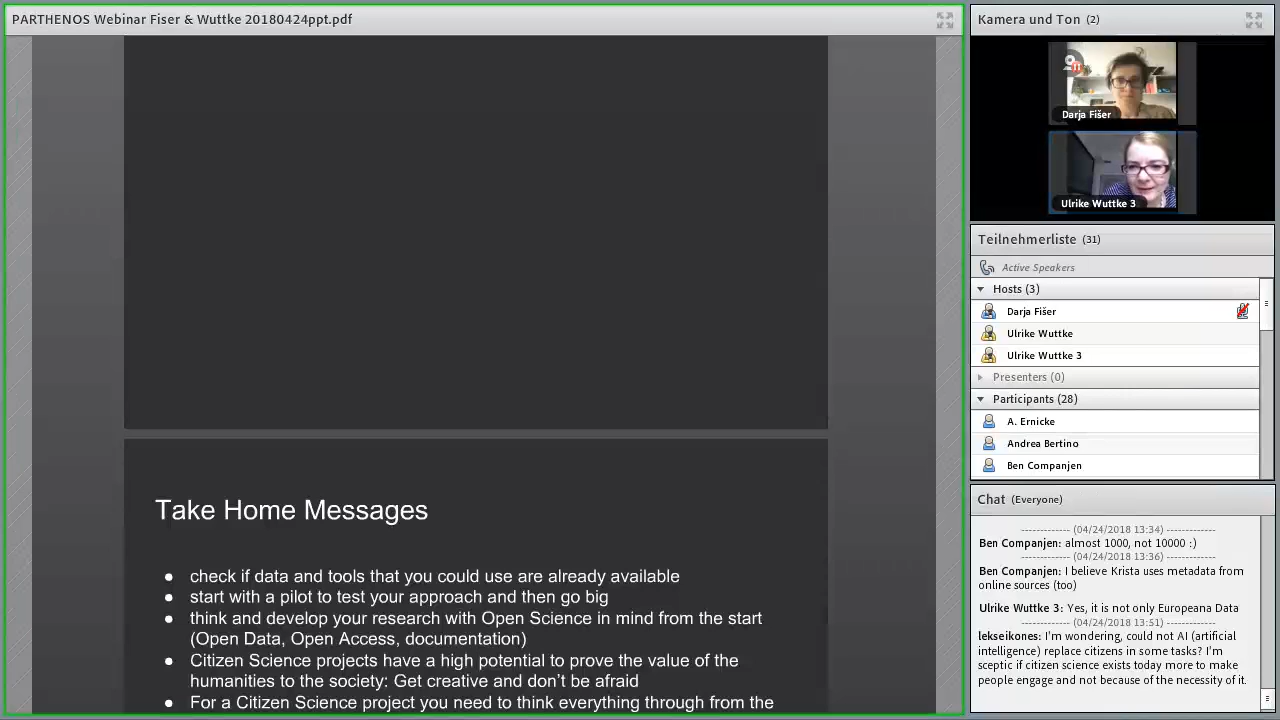 PARTHENOS Webinar Fiser & Wuttke 20180424ppt.pdf
Take Home Messages
● check if data and tools that you could use are already available
● start with a pilot to test your approach and then go big
● think and develop your research with Open Science in mind from the start
(Open Data, Open Access, documentation)
● Citizen Science projects have a high potential to prove the value of the
humanities to the society: Get creative and don’t be afraid
● For a Citizen Science project you need to think everything through from the
Kamera und Ton (2)
Darja Fišer
Ulrike Wuttke 3
Teilnehmerliste (31)
Active Speakers
Hosts (3)
Darja Fišer
Ulrike Wuttke
Ulrike Wuttke 3
Presenters (0)
Participants (28)
A. Ernicke
Andrea Bertino
Ben Companjen
Chat (Everyone)
------------- (04/24/2018 13:34) -------------
Ben Companjen: almost 1000, not 10000 :)
------------- (04/24/2018 13:36) -------------
Ben Companjen: I believe Krista uses metadata from
online sources (too)
Ulrike Wuttke 3: Yes, it is not only Europeana Data
------------- (04/24/2018 13:51) -------------
lekseikones: I'm wondering, could not AI (artificial
intelligence) replace citizens in some tasks? I'm
sceptic if citizen science exists today more to make
people engage and not because of the necessity of it.